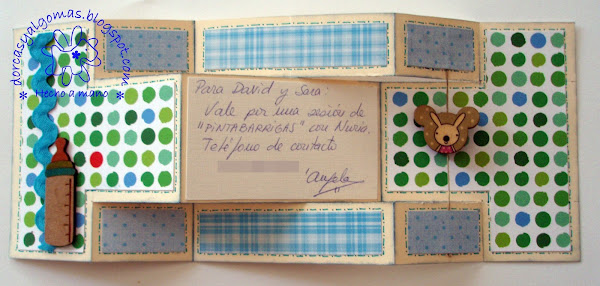 dorcasyalgomas.blogspot.com
* Hecho a mano *
Para David y Sara:
Vale por una sesión de
"PINTABARRIGAS" con Nuria.
Teléfono de contacto
Ángela